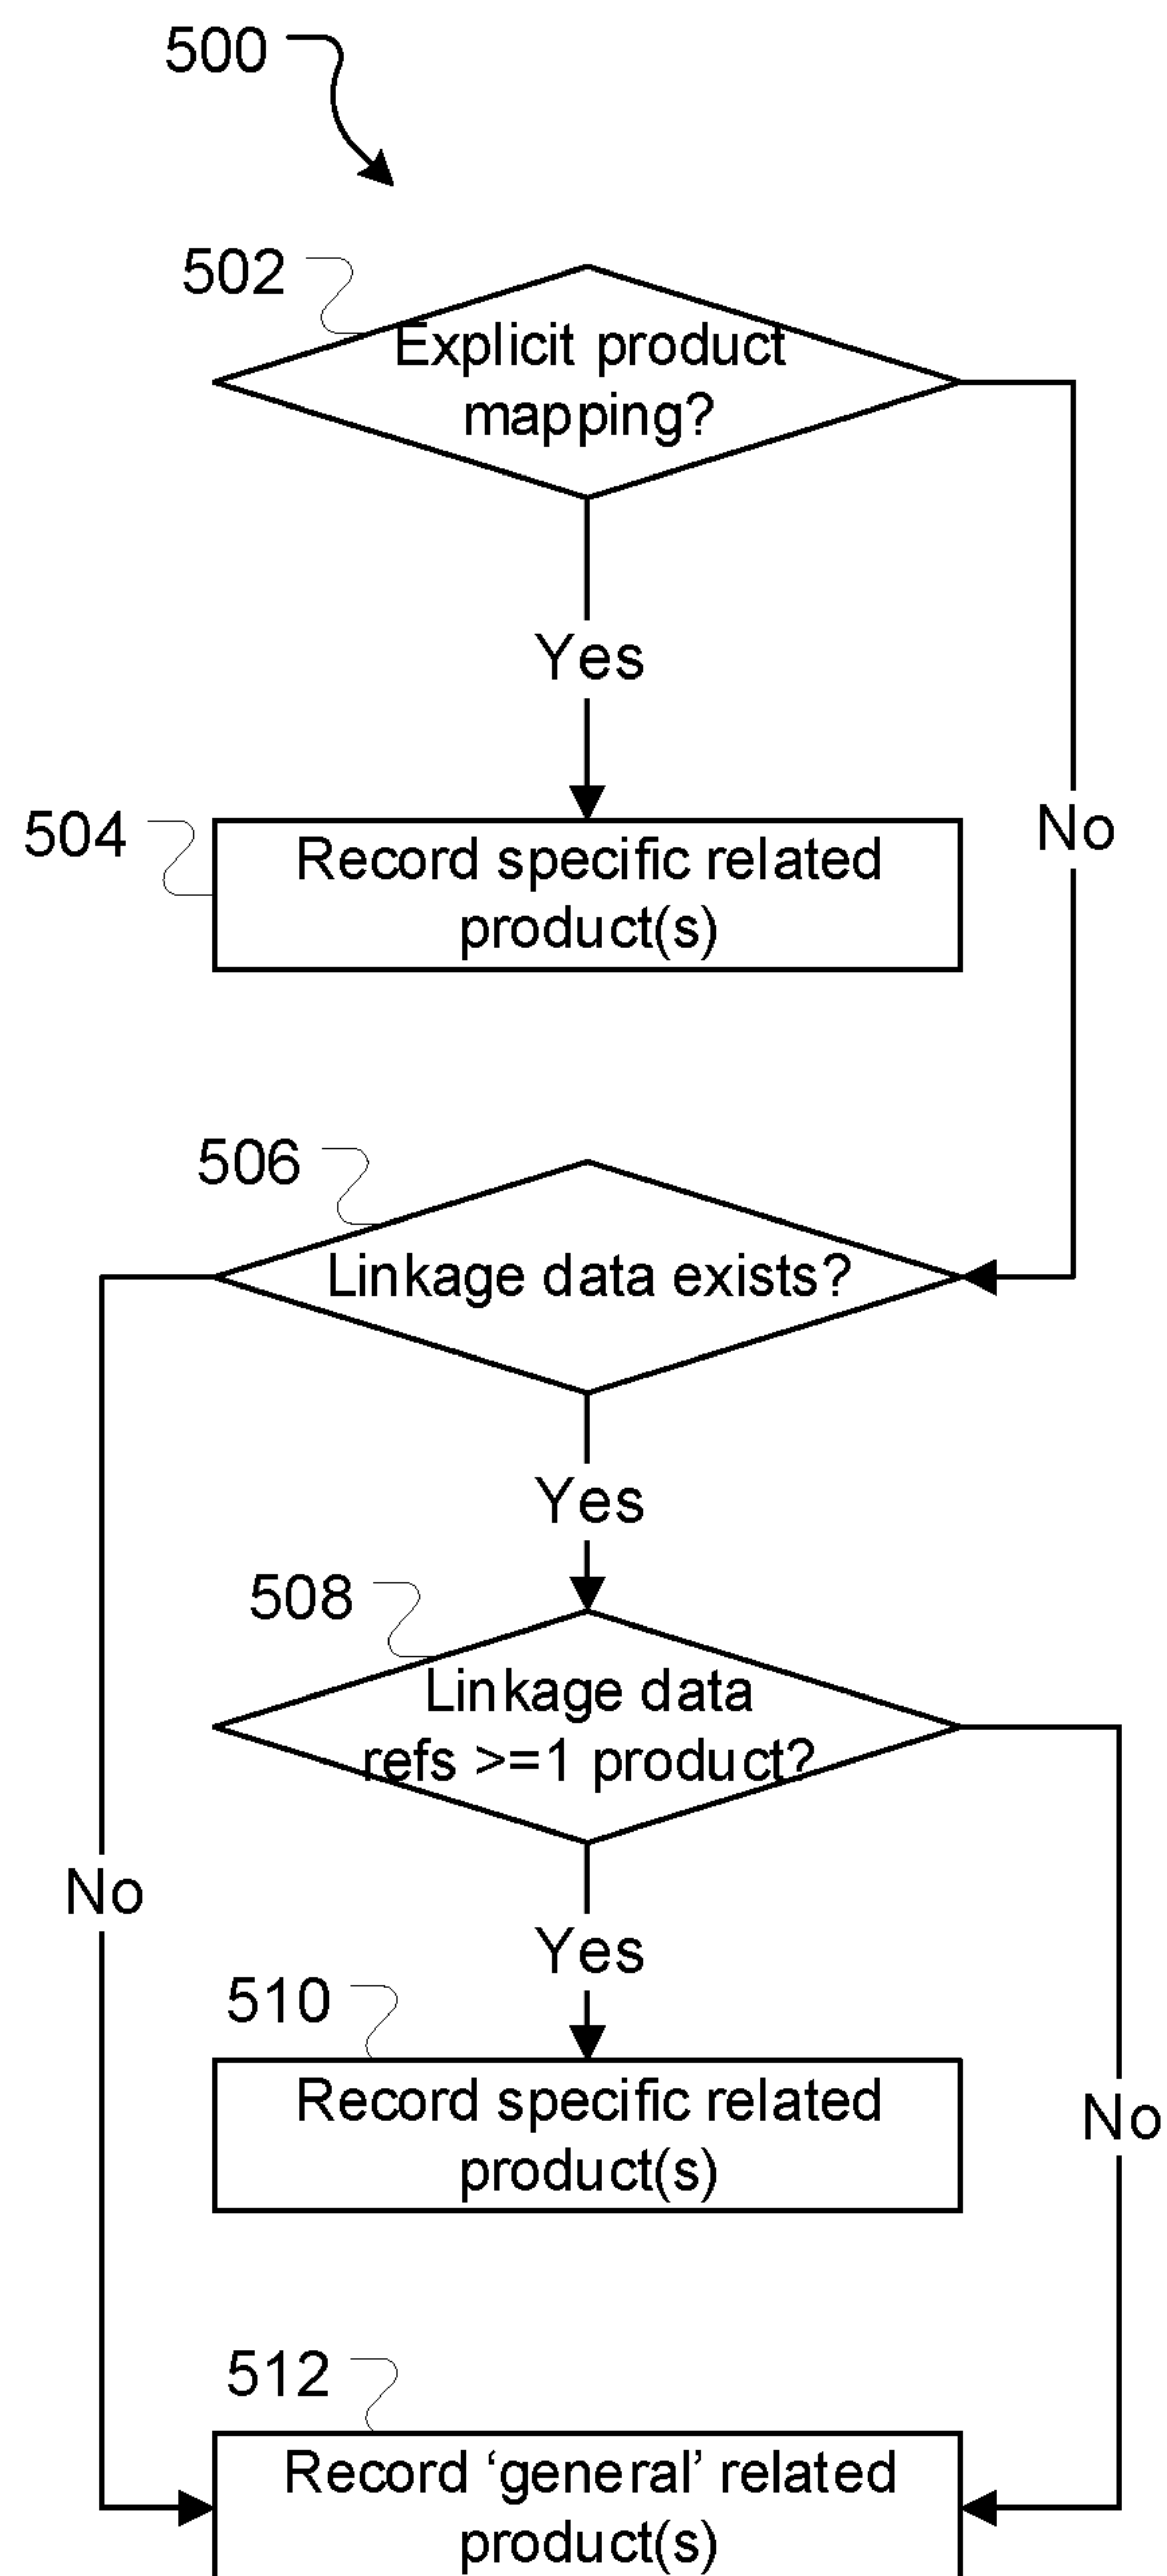 500
502
Explicit product
mapping?
Yes
504
Record specific related
product(s)
No
506
Linkage data exists?
Yes
508
Linkage data
refs >=1 product?
No
Yes
510
Record specific related
product(s)
No
512
Record ‘general’ related
product(s)